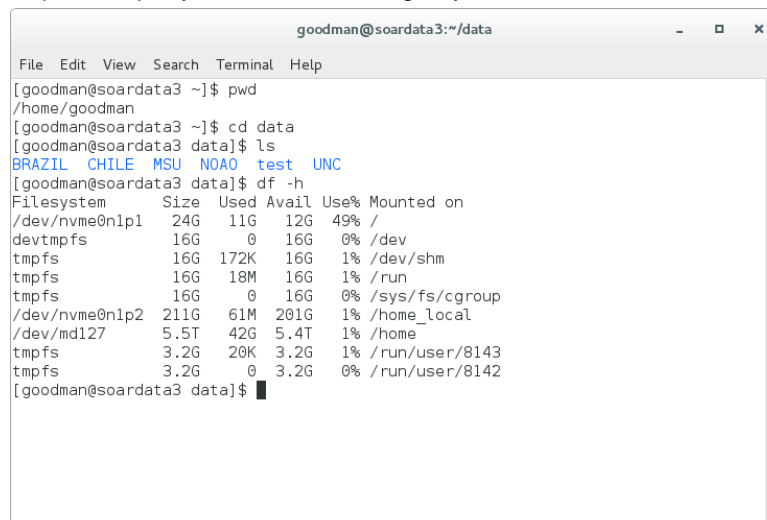 goodman@soardata3:~/data
File Edit View Search Terminal Help
[goodman@soardata3 ~]$ pwd
/home/goodman
[goodman@soardata3 ~]$ cd data
[goodman@soardata3 data]$ ls
BRAZIL CHILE MSU NOAO test UNC
[goodman@soardata3 data]$ df -h
Filesystem Size Used Avail Use% Mounted on
/dev/nvme0n1p1 24G 11G 12G 49% /
devtmpfs 16G 0 16G 0% /dev
tmpfs 16G 172K 16G 1% /dev/shm
tmpfs 16G 18M 16G 1% /run
tmpfs 16G 0 16G 0% /sys/fs/cgroup
/dev/nvme0n1p2 211G 61M 201G 1% /home_local
/dev/md127 5.5T 42G 5.4T 1% /home
tmpfs 3.2G 20K 3.2G 1% /run/user/8143
tmpfs 3.2G 0 3.2G 0% /run/user/8142
[goodman@soardata3 data]$